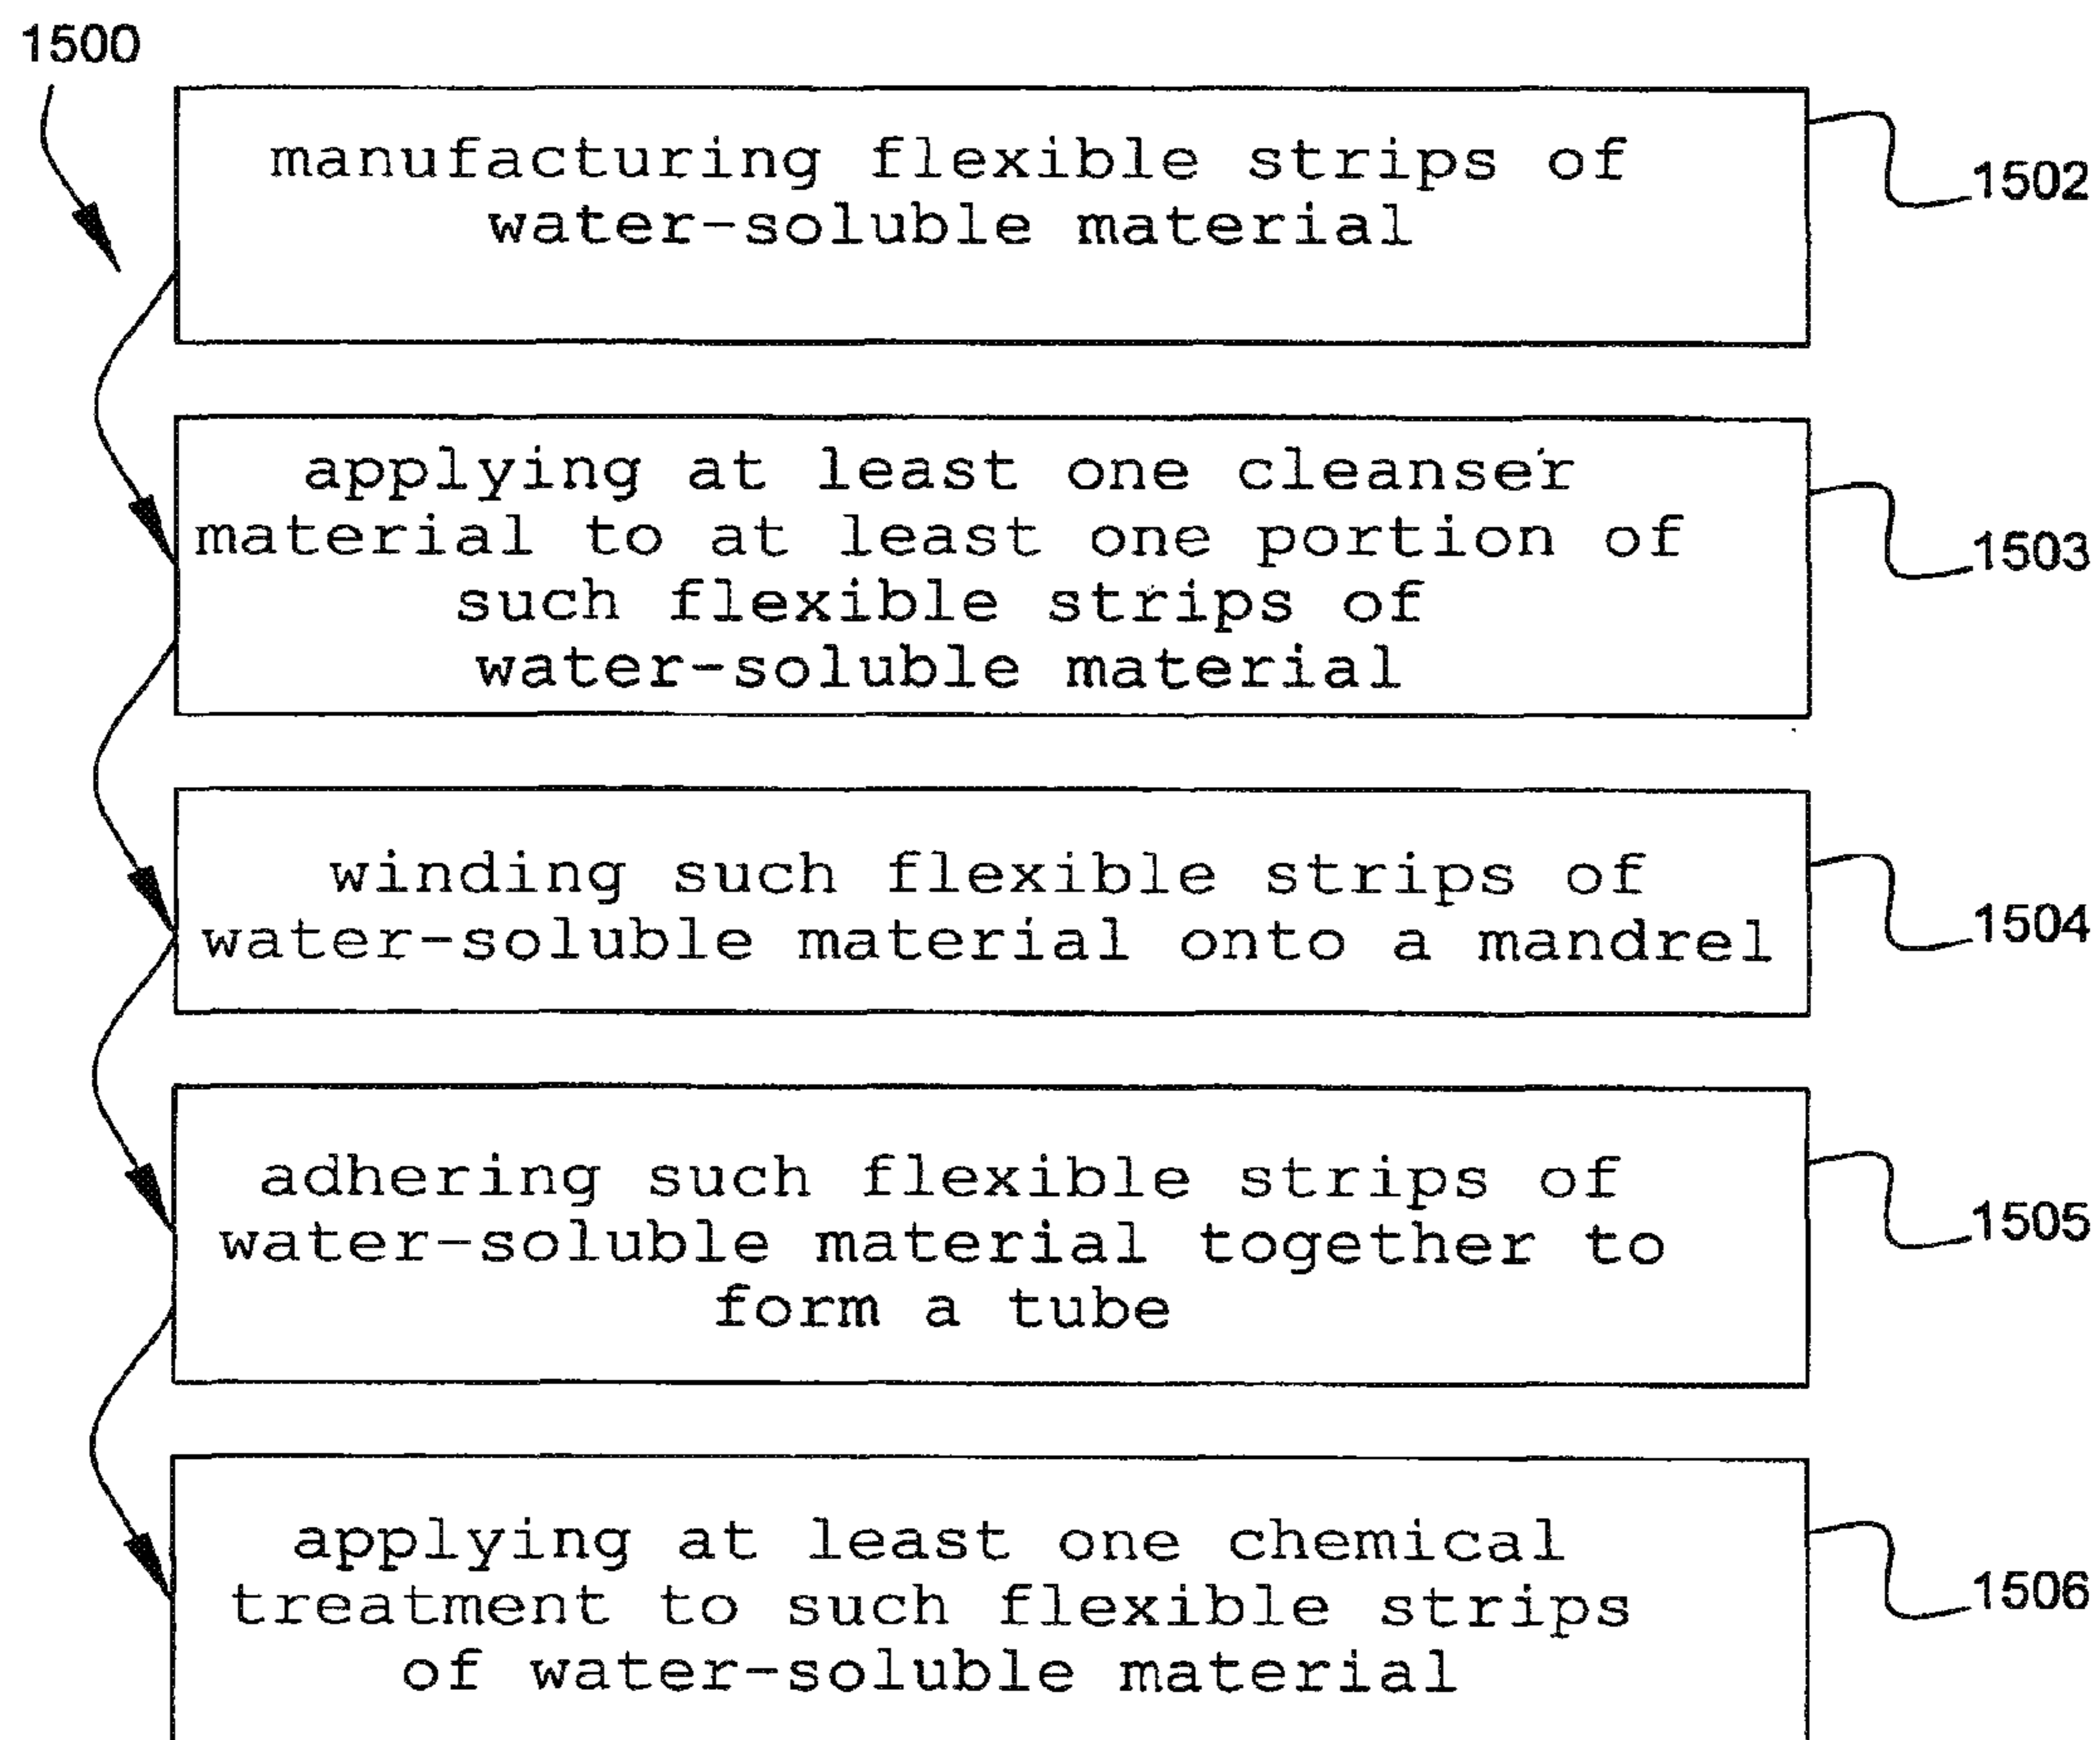 1500
manufacturing flexible strips of
water-soluble material
1502
applying at least one cleanser
material to at least one portion of
such flexible strips of
water-soluble material
1503
winding such flexible strips of
water-soluble material onto a mandrel
1504
adhering such flexible strips of
water-soluble material together to
form a tube
1505
applying at least one chemical
treatment to such flexible strips
of water-soluble material
1506